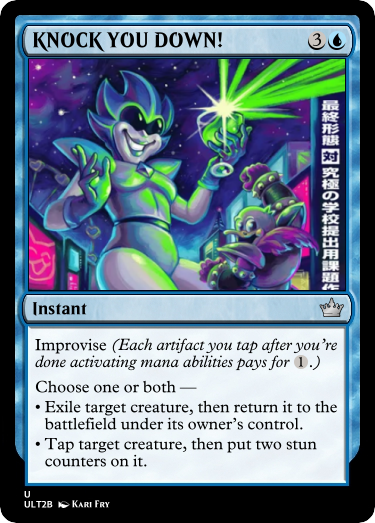 KNOCK YOU DOWN!
3
最終形態 対 究極の学校提出用課題作
Instant
Improvise (Each artifact you tap after you're
done activating mana abilities pays for 1.)
Choose one or both —
• Exile target creature, then return it to the
battlefield under its owner's control.
• Tap target creature, then put two stun
counters on it.
U
ULT2B KARI FRY